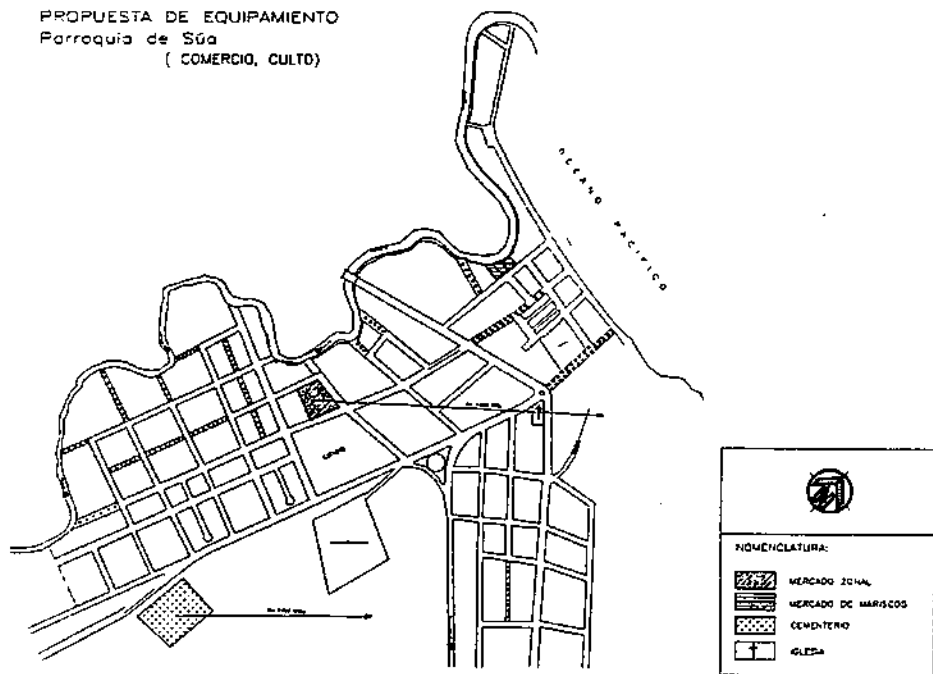 PROPUESTA DE EQUIPAMIENTO
Parroquia de Súa
( COMERCIO, CULTO)
OCEANO PACIFICO
NOMENCLATURA:
MERCADO ZONAL
MERCADO DE MARISCOS
CEMENTERIO
IGLESIA